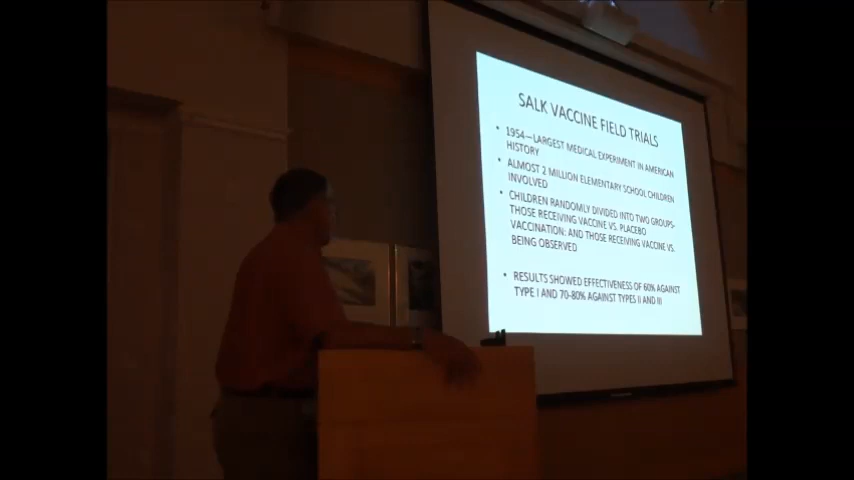 SALK VACCINE FIELD TRIALS
• 1954—LARGEST MEDICAL EXPERIMENT IN AMERICAN
HISTORY
• ALMOST 2 MILLION ELEMENTARY SCHOOL CHILDREN
INVOLVED
• CHILDREN RANDOMLY DIVIDED INTO TWO GROUPS-
THOSE RECEIVING VACCINE VS. PLACEBO
VACCINATION: AND THOSE RECEIVING VACCINE VS.
BEING OBSERVED
• RESULTS SHOWED EFFECTIVENESS OF 60% AGAINST
TYPE I AND 70-80% AGAINST TYPES II AND III